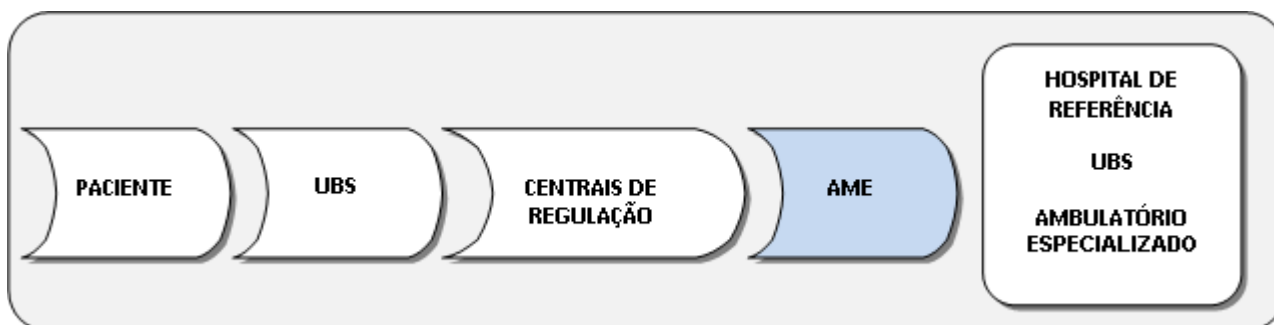 PACIENTE
UBS
CENTRAIS DE
REGULAÇÃO
AME
HOSPITAL DE
REFERÊNCIA
UBS
AMBULATÓRIO
ESPECIALIZADO